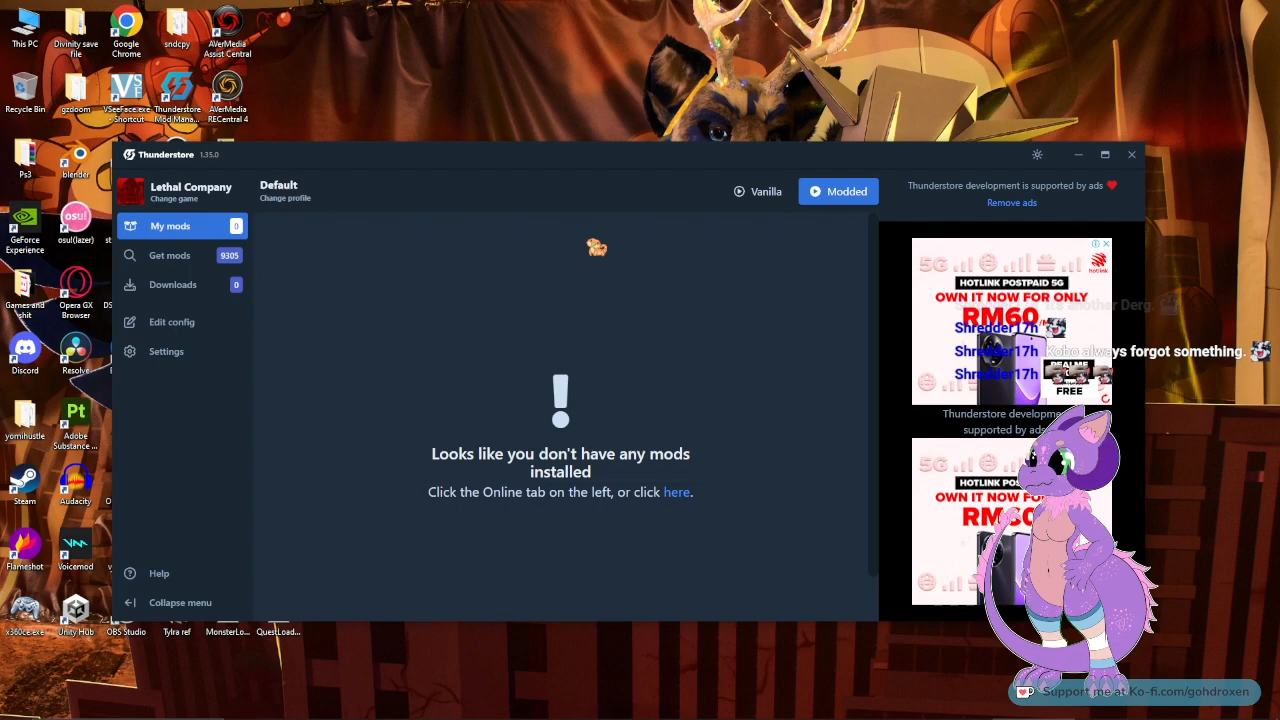 This PC
Divinity save file
Google Chrome
sndcpy
AVerMedia Assist Central
Recycle Bin
gzdoom
VSeeFace.exe - Shortcut
Thunderstore Mod Mana...
AVerMedia RECentral 4
Ps3
blender
GeForce Experience
osu!(lazer)
Games and shit
Opera GX Browser
Discord
Resolve
yomihustle
Adobe Substance ...
Steam
Audacity
Flameshot
Voicemod
x360ce.exe
Unity Hub
OBS Studio
Tylra ref
MonsterLo...
QuestLoad...
Thunderstore 1.35.0
Lethal Company
Change game
My mods 0
Get mods 9305
Downloads 0
Edit config
Settings
Help
Collapse menu
Default
Change profile
Vanilla
Modded
Looks like you don't have any mods
installed
Click the Online tab on the left, or click here.
Thunderstore development is supported by ads
Remove ads
5G
hotlink
HOTLINK POSTPAID 5G
OWN IT NOW FOR ONLY
RM60
another Derg.
Shredder17h
Shredder17h Kobo always forgot something.
Shredder17h
FREE
Thunderstore developme
supported by ads
5G
HOTLINK POS
OWN IT NOW FO
RM60
Support me at Ko-fi.com/gohdroxen